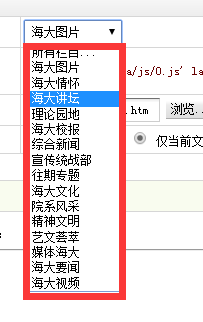 海大图片
所有栏目...
海大图片
海大情怀
海大讲坛
理论园地
海大校报
综合新闻
宣传统战部
往期专题
海大文化
院系风采
精神文明
艺文荟萃
媒体海大
海大要闻
海大视频
a/js/0.js' la
.htm
浏览..
仅当前文